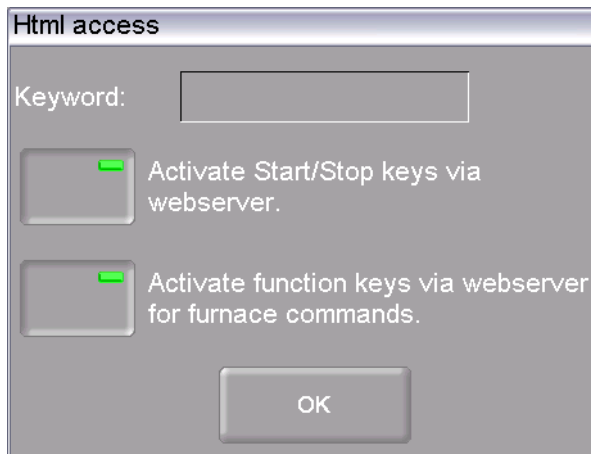 Html access
Keyword:
Activate Start/Stop keys via
webserver.
Activate function keys via webserver
for furnace commands.
OK